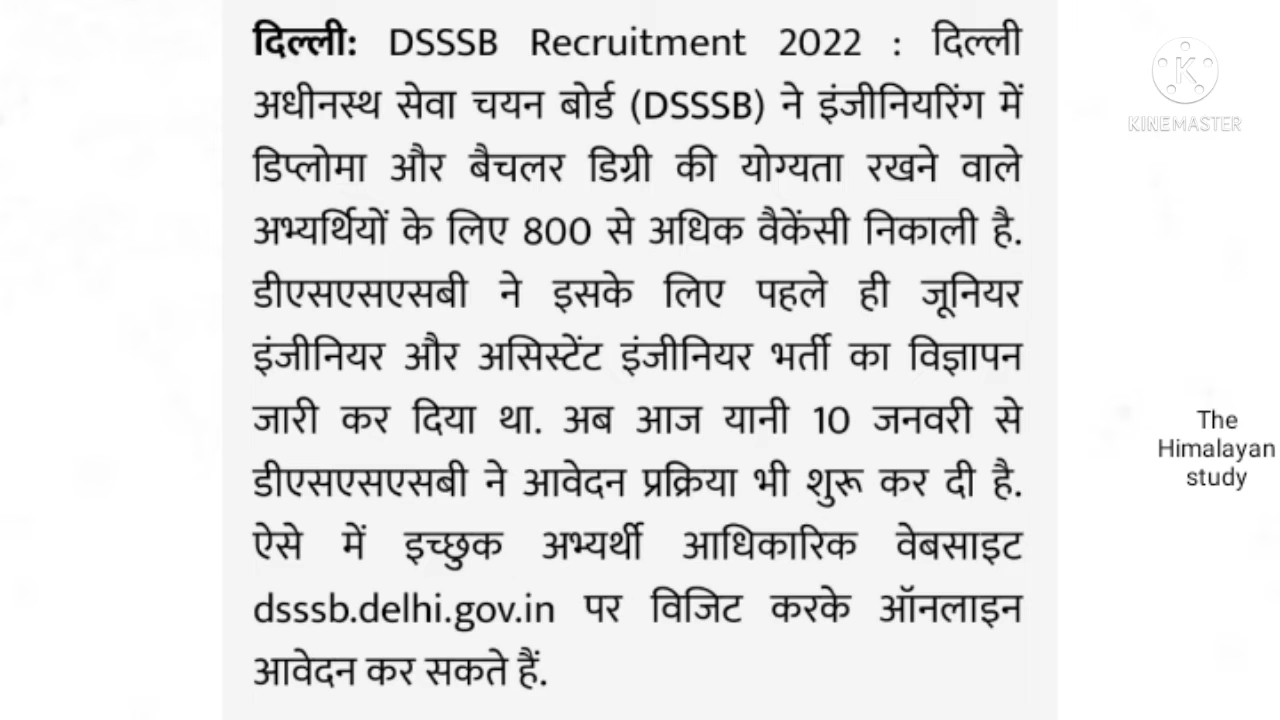 दिल्ली: DSSSB Recruitment 2022 : दिल्ली
अधीनस्थ सेवा चयन बोर्ड (DSSSB) ने इंजीनियरिंग में
डिप्लोमा और बैचलर डिग्री की योग्यता रखने वाले
अभ्यर्थियों के लिए 800 से अधिक वैकेंसी निकाली है.
डीएसएसएसबी ने इसके लिए पहले ही जूनियर
इंजीनियर और असिस्टेंट इंजीनियर भर्ती का विज्ञापन
जारी कर दिया था. अब आज यानी 10 जनवरी से
डीएसएसएसबी ने आवेदन प्रक्रिया भी शुरू कर दी है.
ऐसे में इच्छुक अभ्यर्थी आधिकारिक वेबसाइट
dsssb.delhi.gov.in पर विजिट करके ऑनलाइन
आवेदन कर सकते हैं.
K
KINEMASTER
The
Himalayan
study